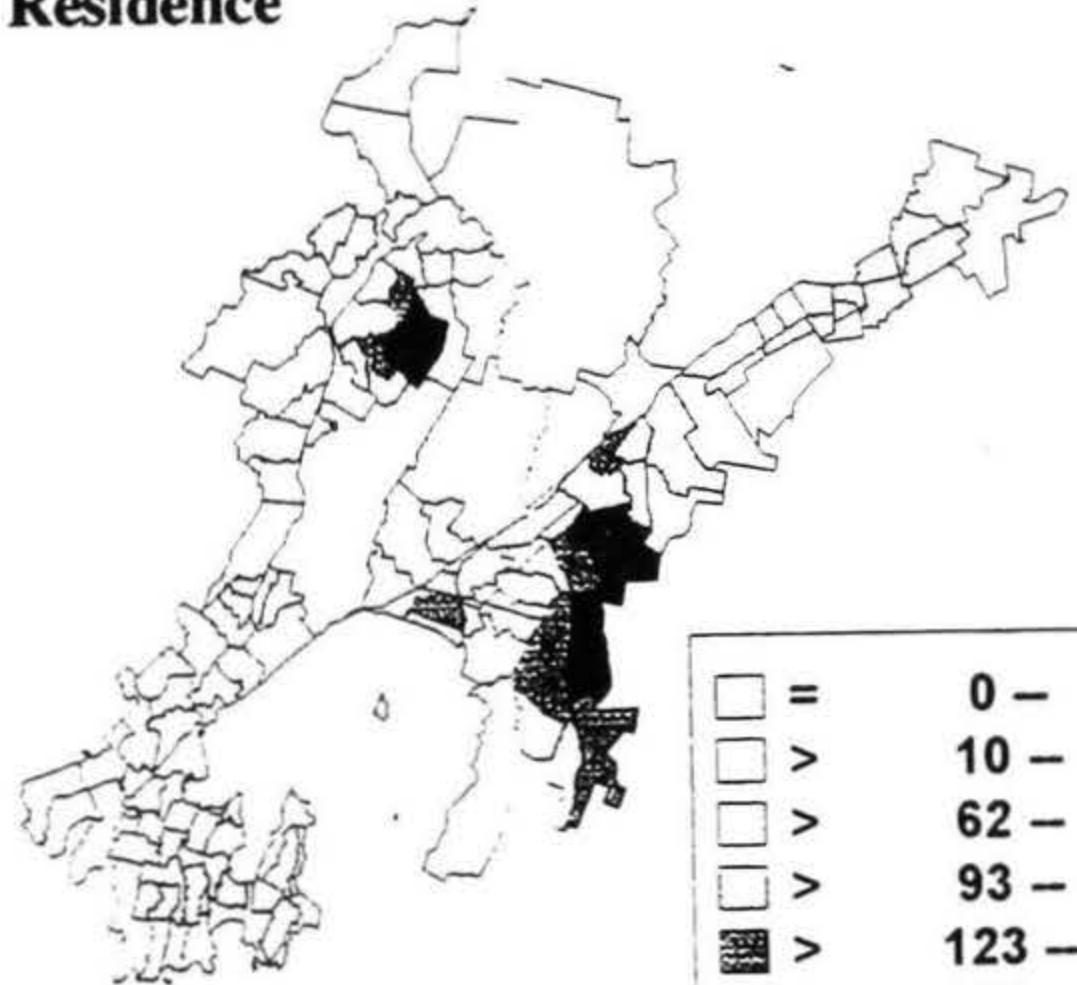 Residence
= 0 –
> 10 –
> 62 –
> 93 –
> 123 –